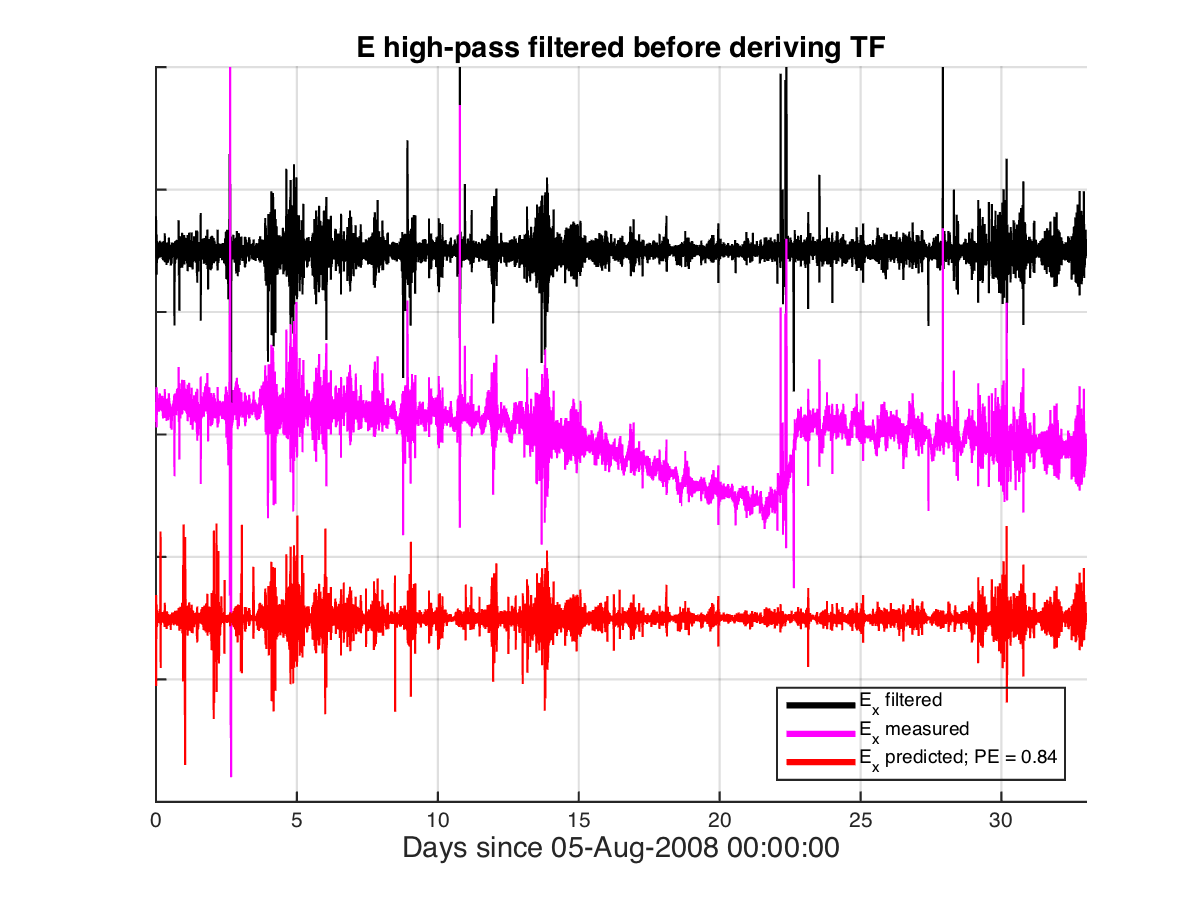 E high-pass filtered before deriving TF
E_x filtered
E_x measured
E_x predicted; PE = 0.84
0 5 10 15 20 25 30
Days since 05-Aug-2008 00:00:00